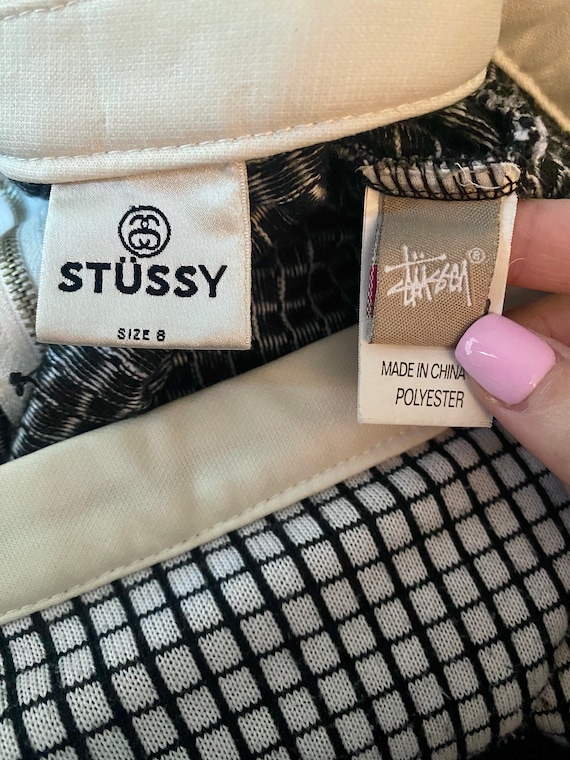 STÜSSY
SIZE 8
Stüssy
®
MADE IN CHINA
POLYESTER